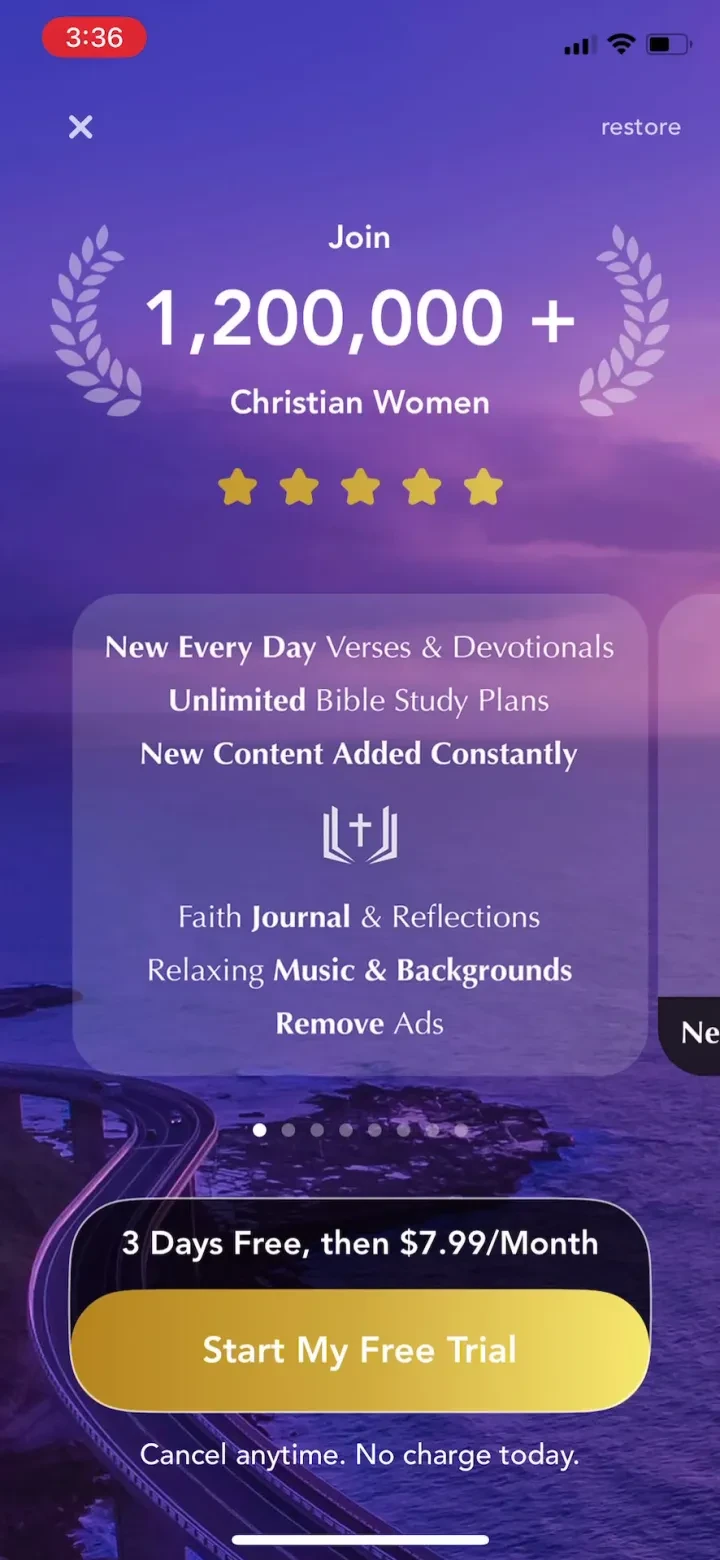 3:36
restore
Join
1,200,000 +
Christian Women
New Every Day Verses & Devotionals
Unlimited Bible Study Plans
New Content Added Constantly
Faith Journal & Reflections
Relaxing Music & Backgrounds
Remove Ads
Ne
3 Days Free, then $7.99/Month
Start My Free Trial
Cancel anytime. No charge today.